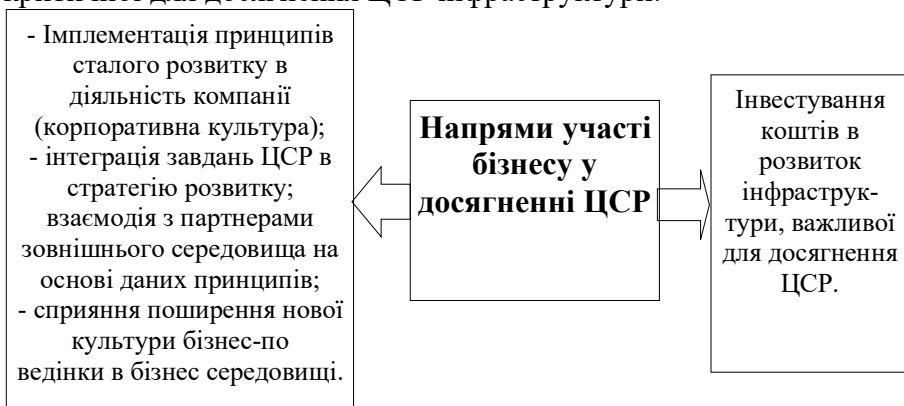 - Імплементація принципів
сталого розвитку в
діяльність компанії
(корпоративна культура);
- інтеграція завдань ЦСР в
стратегію розвитку;
взаємодія з партнерами
зовнішнього середовища на
основі даних принципів;
- сприяння поширення нової
культури бізнес-по
ведінки в бізнес середовищі.
Напрями участі
бізнесу у
досягненні ЦСР
Інвестування
коштів в
розвиток
інфраструк-
тури, важливої
для досягнення
ЦСР.